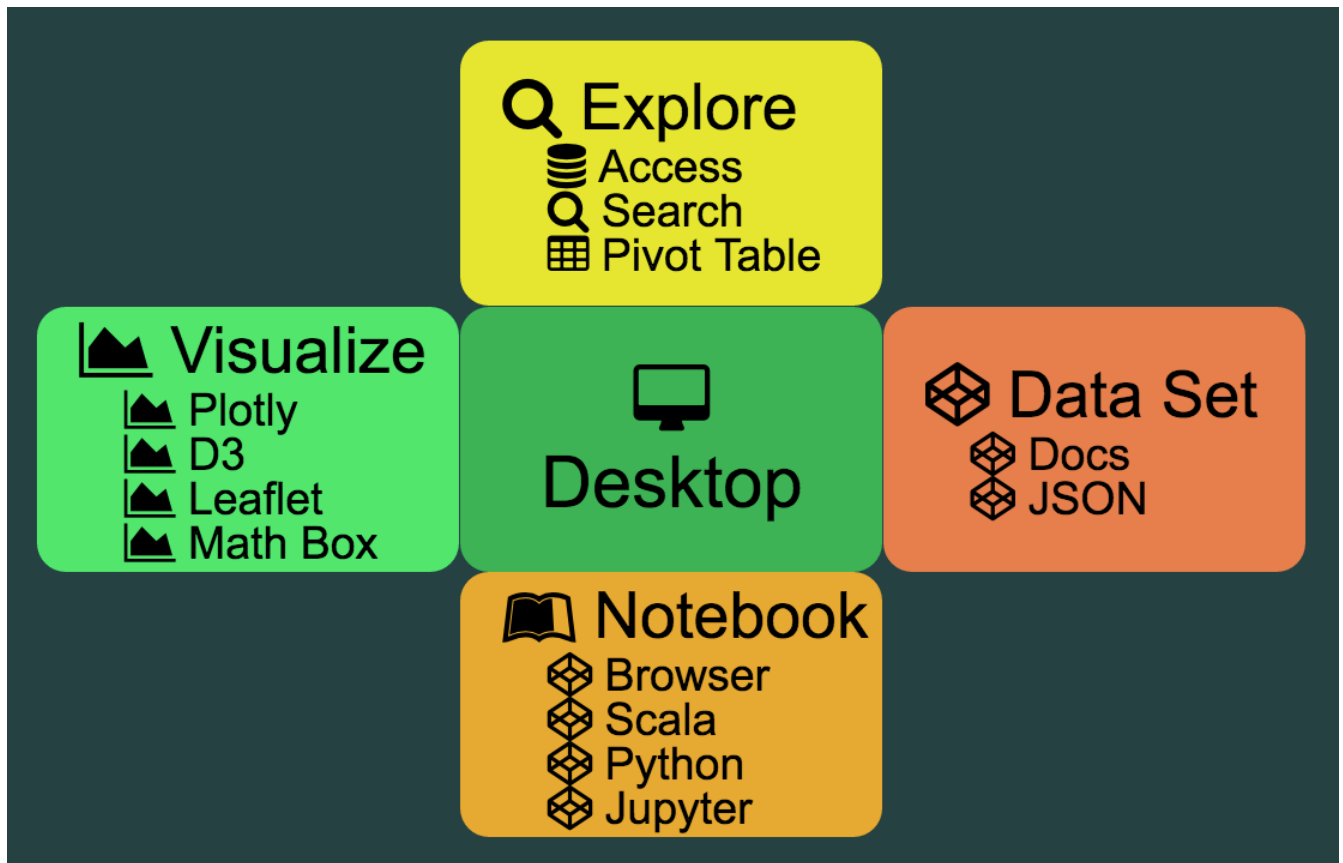 Explore
Access
Search
Pivot Table
Visualize
Plotly
D3
Leaflet
Math Box
Desktop
Data Set
Docs
JSON
Notebook
Browser
Scala
Python
Jupyter